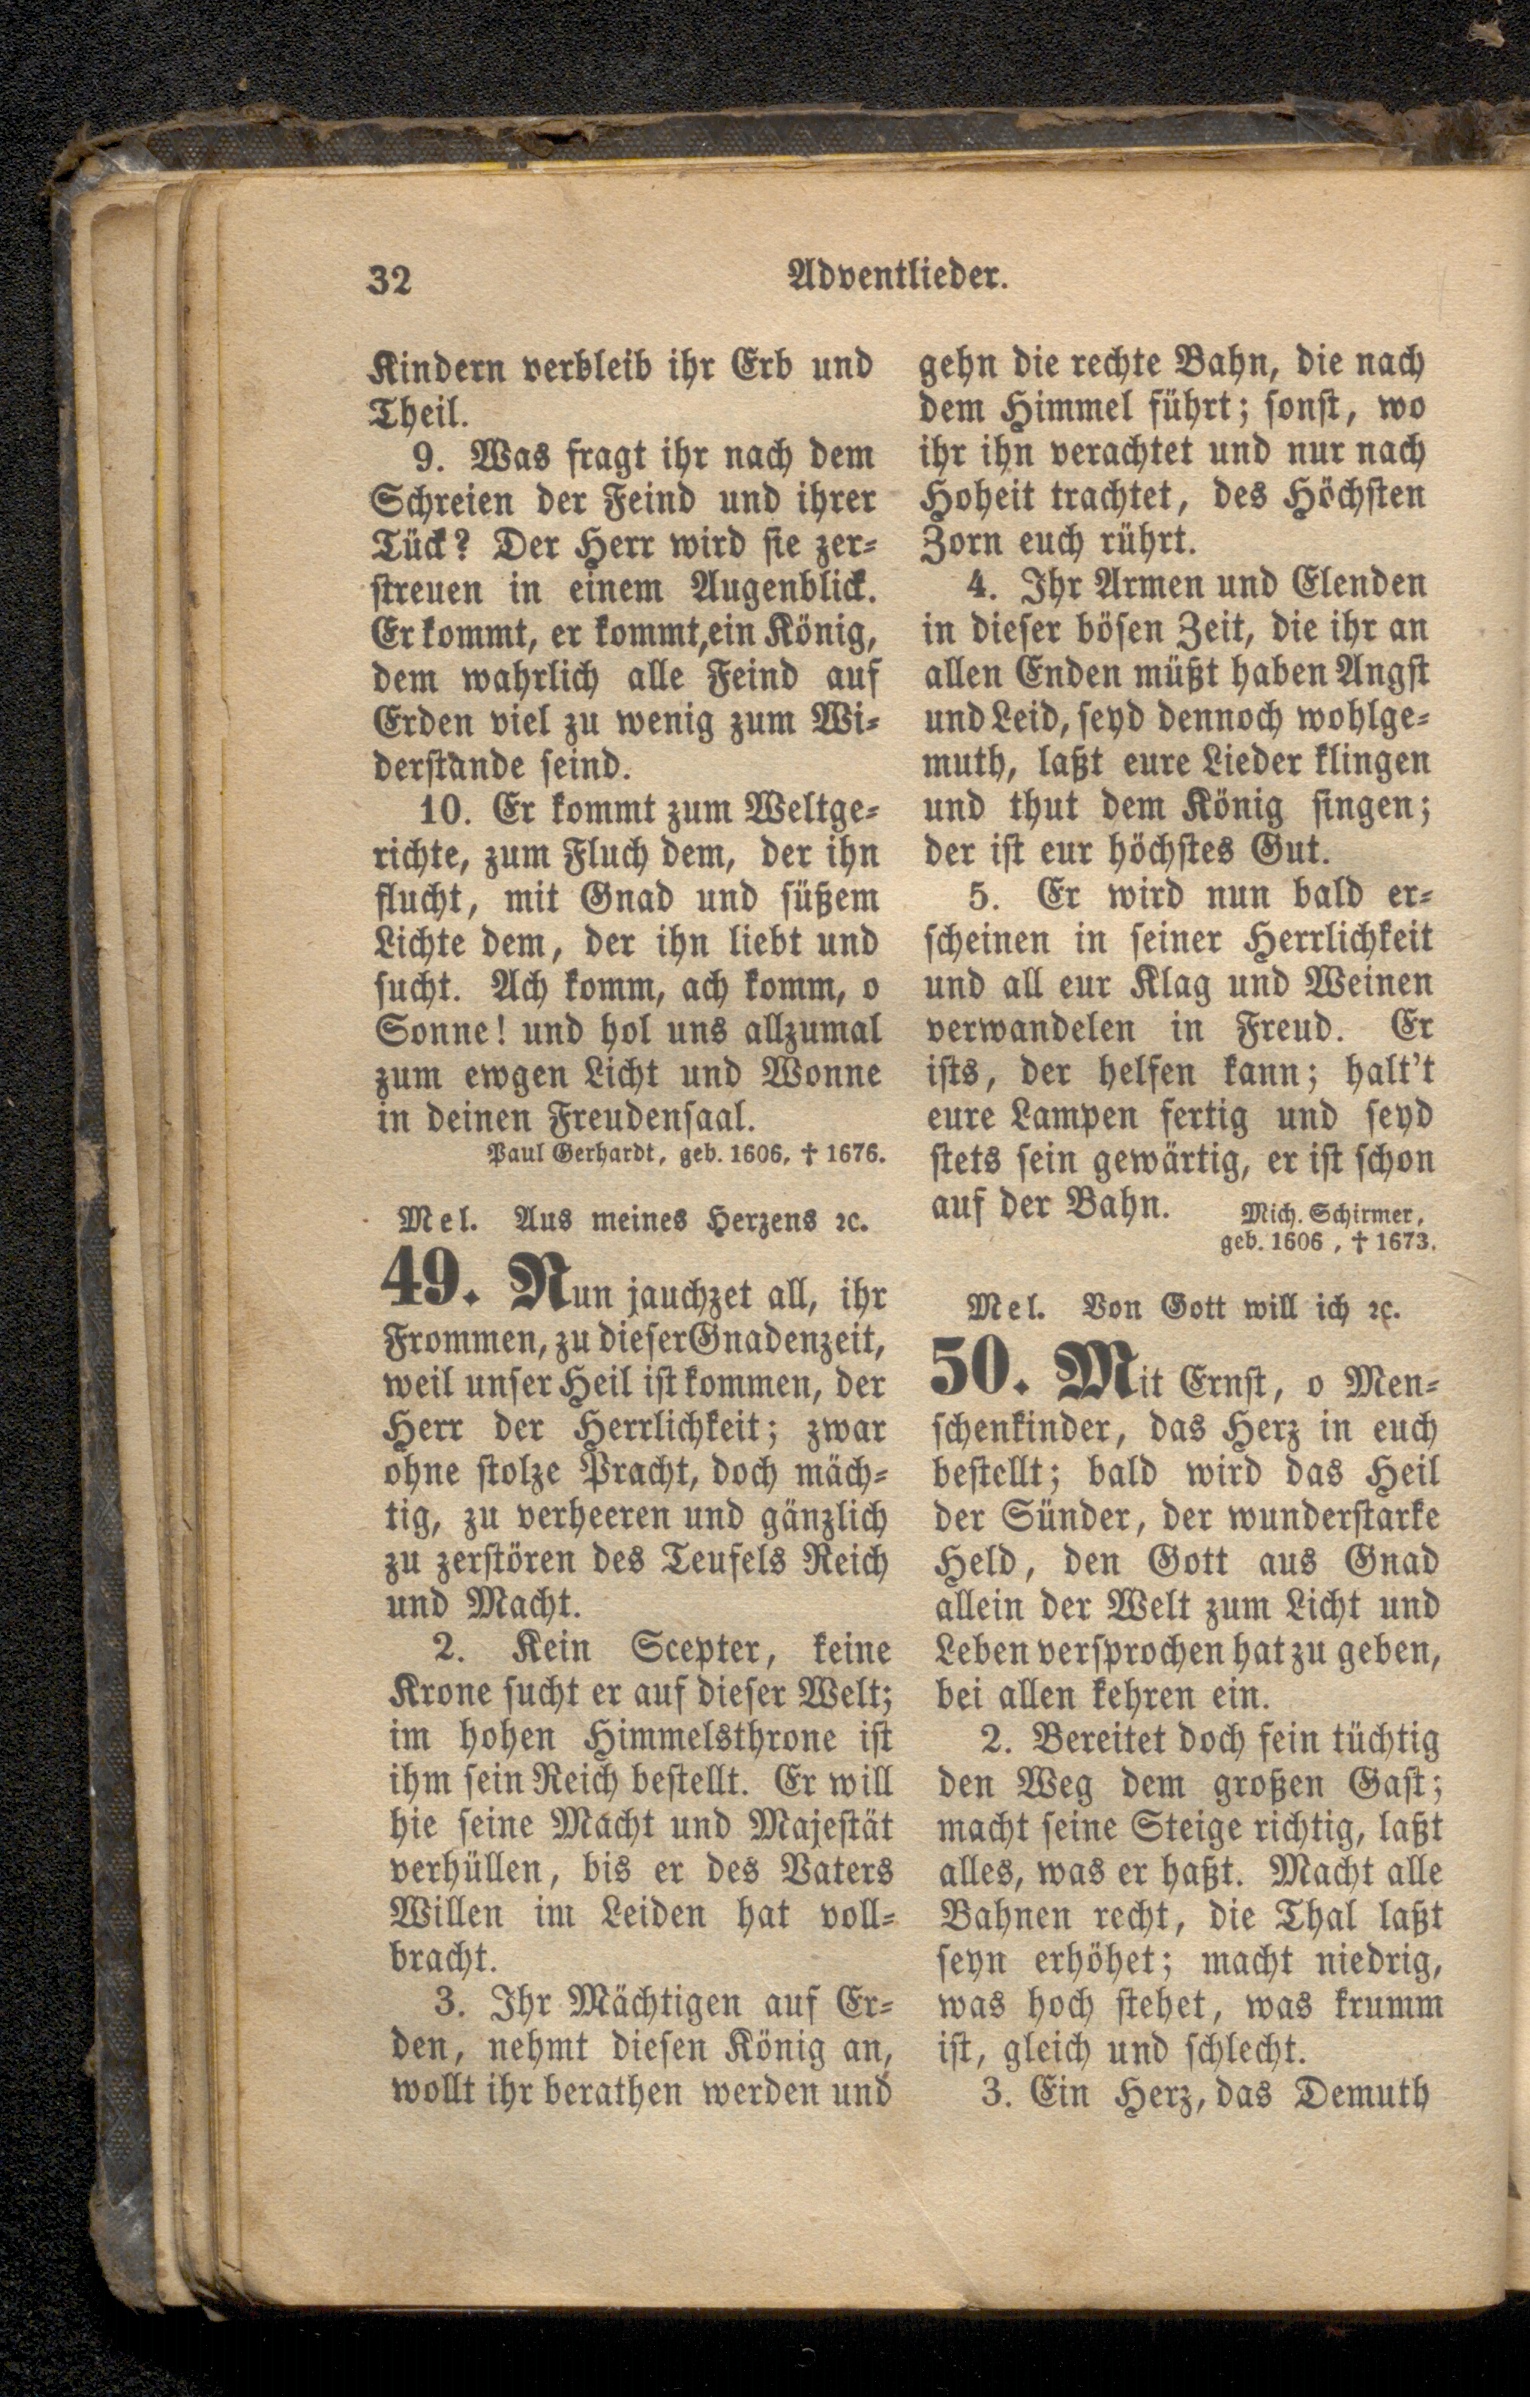 32
Adventlieder.
Kindern verbleib ihr Erb und
Theil.
9. Was fragt ihr nach dem
Schreien der Feind und ihrer
Tück? Der Herr wird sie zer-
streuen in einem Augenblick.
Er kommt, er kommt, ein König,
dem wahrlich alle Feind auf
Erden viel zu wenig zum Wi-
derstande seind.
10. Er kommt zum Weltge-
richte, zum Fluch dem, der ihn
flucht, mit Gnad und süßem
Lichte dem, der ihn liebt und
sucht. Ach komm, ach komm, o
Sonne! und hol uns allzumal
zum ewgen Licht und Wonne
in deinen Freudensaal.
Paul Gerhardt, geb. 1606, † 1676.
Mel. Aus meines Herzens ꝛc.
49. Nun jauchzet all, ihr
Frommen, zu dieser Gnadenzeit,
weil unser Heil ist kommen, der
Herr der Herrlichkeit; zwar
ohne stolze Pracht, doch mäch-
tig, zu verheeren und gänzlich
zu zerstören des Teufels Reich
und Macht.
2. Kein Scepter, keine
Krone sucht er auf dieser Welt;
im hohen Himmelsthrone ist
ihm sein Reich bestellt. Er will
hie seine Macht und Majestät
verhüllen, bis er des Vaters
Willen im Leiden hat voll-
bracht.
3. Ihr Mächtigen auf Er-
den, nehmt diesen König an,
wollt ihr berathen werden und
gehn die rechte Bahn, die nach
dem Himmel führt; sonst, wo
ihr ihn verachtet und nur nach
Hoheit trachtet, des Höchsten
Zorn euch rührt.
4. Ihr Armen und Elenden
in dieser bösen Zeit, die ihr an
allen Enden müßt haben Angst
und Leid, seyd dennoch wohlge-
muth, laßt eure Lieder klingen
und thut dem König singen;
der ist eur höchstes Gut.
5. Er wird nun bald er-
scheinen in seiner Herrlichkeit
und all eur Klag und Weinen
verwandelen in Freud. Er
ists, der helfen kann; halt't
eure Lampen fertig und seyd
stets sein gewärtig, er ist schon
auf der Bahn. Mich. Schirmer,
geb. 1606, † 1673.
Mel. Von Gott will ich ꝛc.
50. Mit Ernst, o Men-
schenkinder, das Herz in euch
bestellt; bald wird das Heil
der Sünder, der wunderstarke
Held, den Gott aus Gnad
allein der Welt zum Licht und
Leben versprochen hat zu geben,
bei allen kehren ein.
2. Bereitet doch fein tüchtig
den Weg dem großen Gast;
macht seine Steige richtig, laßt
alles, was er haßt. Macht alle
Bahnen recht, die Thal laßt
seyn erhöhet; macht niedrig,
was hoch stehet, was krumm
ist, gleich und schlecht.
3. Ein Herz, das Demuth